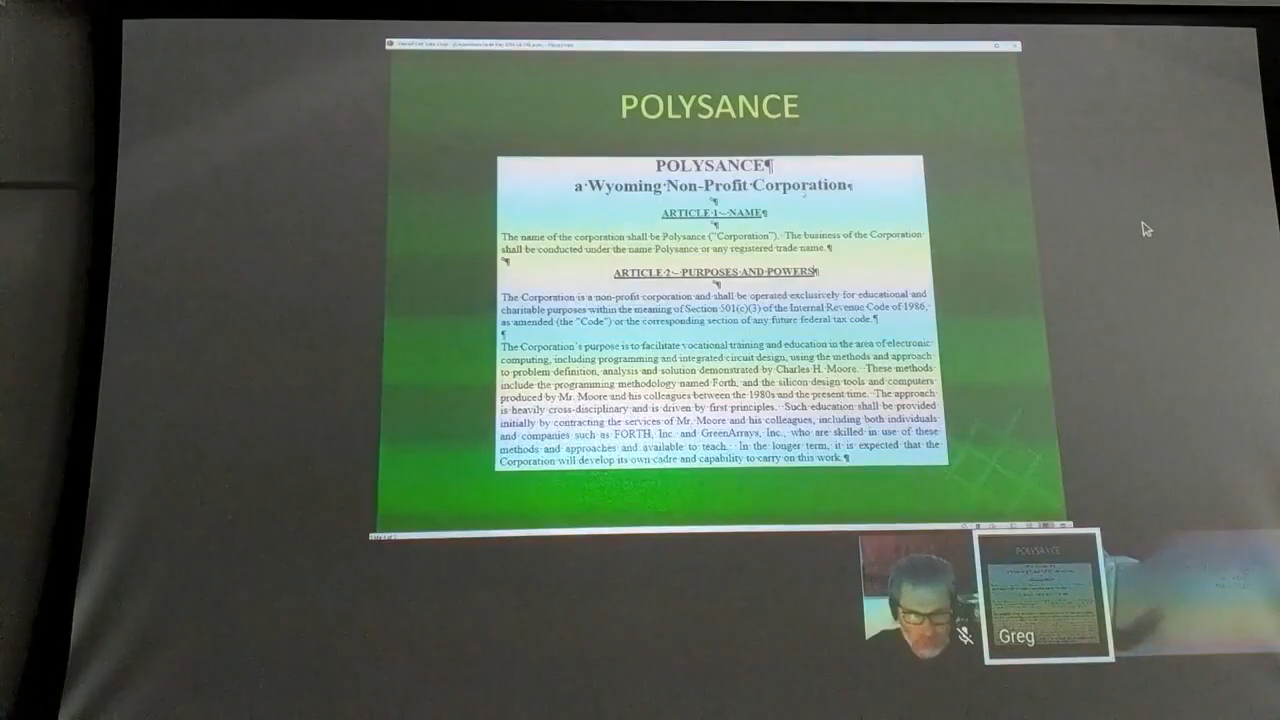 POLYSANCE
POLYSANCE¶
a·Wyoming·Non-Profit·Corporation¶
¶
ARTICLE·1·–·NAME¶
¶
The name of the corporation shall be Polysance ("Corporation"). The business of the Corporation
shall be conducted under the name Polysance or any registered trade name.¶
¶
ARTICLE·2·–·PURPOSES·AND·POWERS¶
¶
The Corporation is a non-profit corporation and shall be operated exclusively for educational and
charitable purposes within the meaning of Section 501(c)(3) of the Internal Revenue Code of 1986,
as amended (the "Code") or the corresponding section of any future federal tax code.¶
¶
The Corporation's purpose is to facilitate vocational training and education in the area of electronic
computing, including programming and integrated circuit design, using the methods and approach
to problem definition, analysis and solution demonstrated by Charles H. Moore. These methods
include the programming methodology named Forth, and the silicon design tools and computers
produced by Mr. Moore and his colleagues between the 1980s and the present time. The approach
is heavily cross-disciplinary and is driven by first principles. Such education shall be provided
initially by contracting the services of Mr. Moore and his colleagues, including both individuals
and companies such as FORTH, Inc. and GreenArrays, Inc., who are skilled in use of these
methods and approaches and available to teach. In the longer term, it is expected that the
Corporation will develop its own cadre and capability to carry on this work.¶
POLYSANCE
Greg